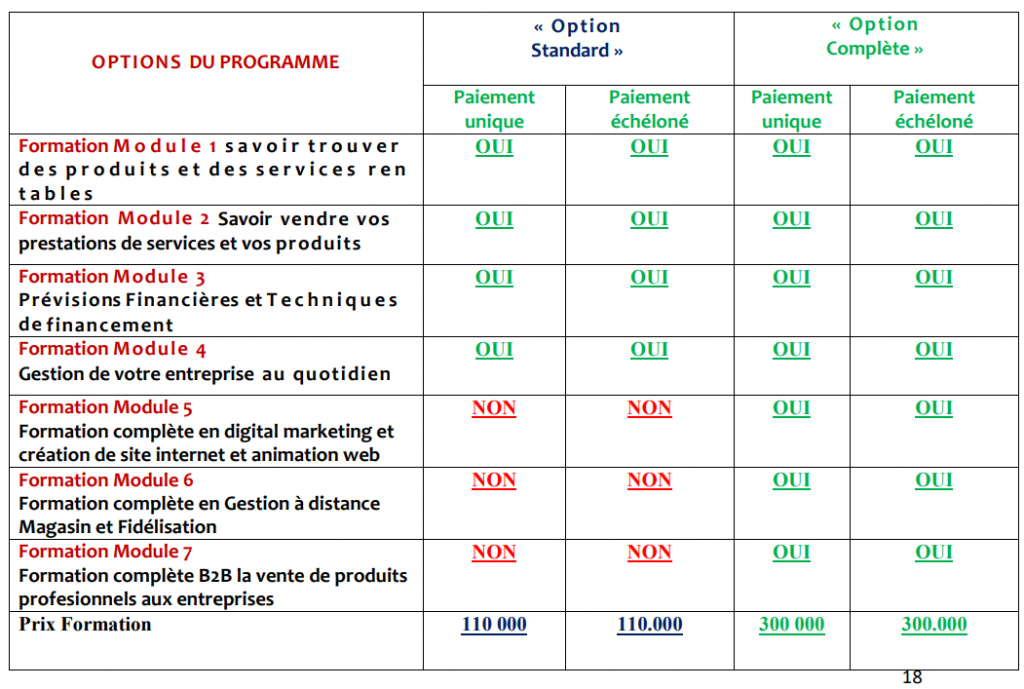 « Option
Standard »
« Option
Complète »
OPTIONS DU PROGRAMME
Paiement
unique
Paiement
échéloné
Paiement
unique
Paiement
échéloné
Formation Module 1 savoir trouver
des produits et des services ren
tables
OUI
OUI
OUI
OUI
Formation Module 2 Savoir vendre vos
prestations de services et vos produits
OUI
OUI
OUI
OUI
Formation Module 3
Prévisions Financières et Techniques
de financement
OUI
OUI
OUI
OUI
Formation Module 4
Gestion de votre entreprise au quotidien
OUI
OUI
OUI
OUI
Formation Module 5
Formation complète en digital marketing et
création de site internet et animation web
NON
NON
OUI
OUI
Formation Module 6
Formation complète en Gestion à distance
Magasin et Fidélisation
NON
NON
OUI
OUI
Formation Module 7
Formation complète B2B la vente de produits
profesionnels aux entreprises
NON
NON
OUI
OUI
Prix Formation
110 000
110.000
300 000
300.000
18